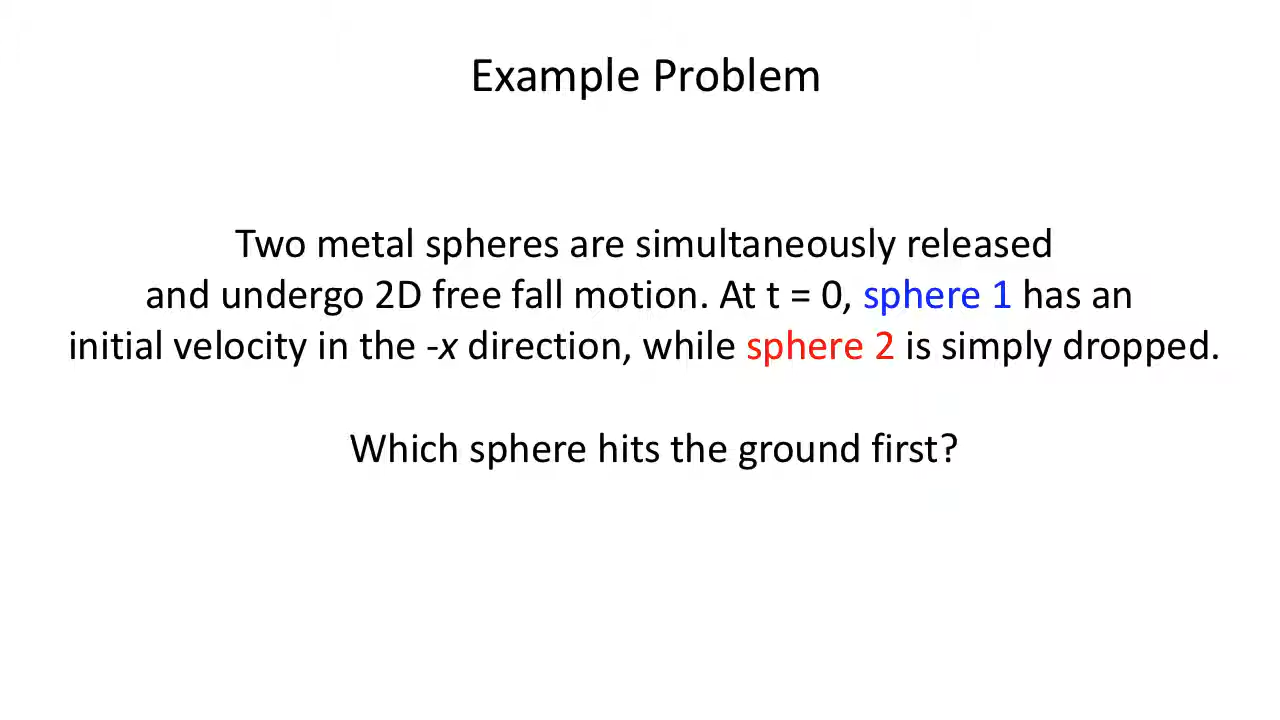 Example Problem
Two metal spheres are simultaneously released
and undergo 2D free fall motion. At t = 0, sphere 1 has an
initial velocity in the -x direction, while sphere 2 is simply dropped.
Which sphere hits the ground first?